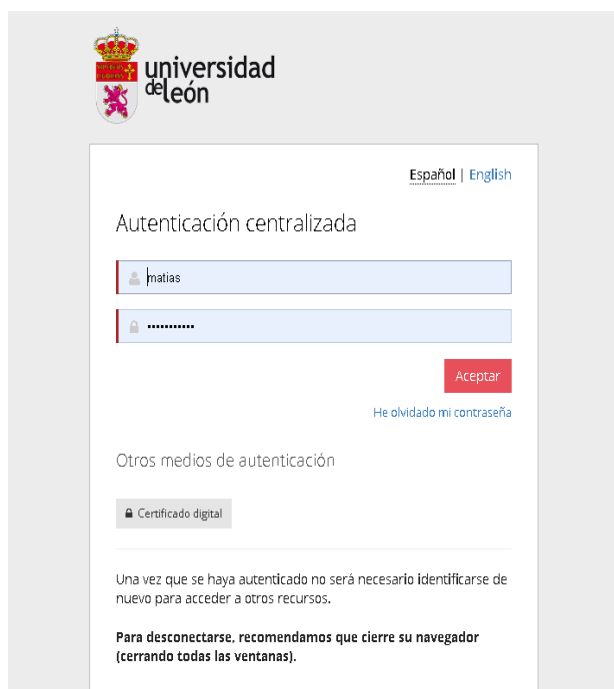 universidad
de león
Español | English
Autenticación centralizada
matias
•••••••••••
Aceptar
He olvidado mi contraseña
Otros medios de autenticación
Certificado digital
Una vez que se haya autenticado no será necesario identificarse de
nuevo para acceder a otros recursos.
Para desconectarse, recomendamos que cierre su navegador
(cerrando todas las ventanas).